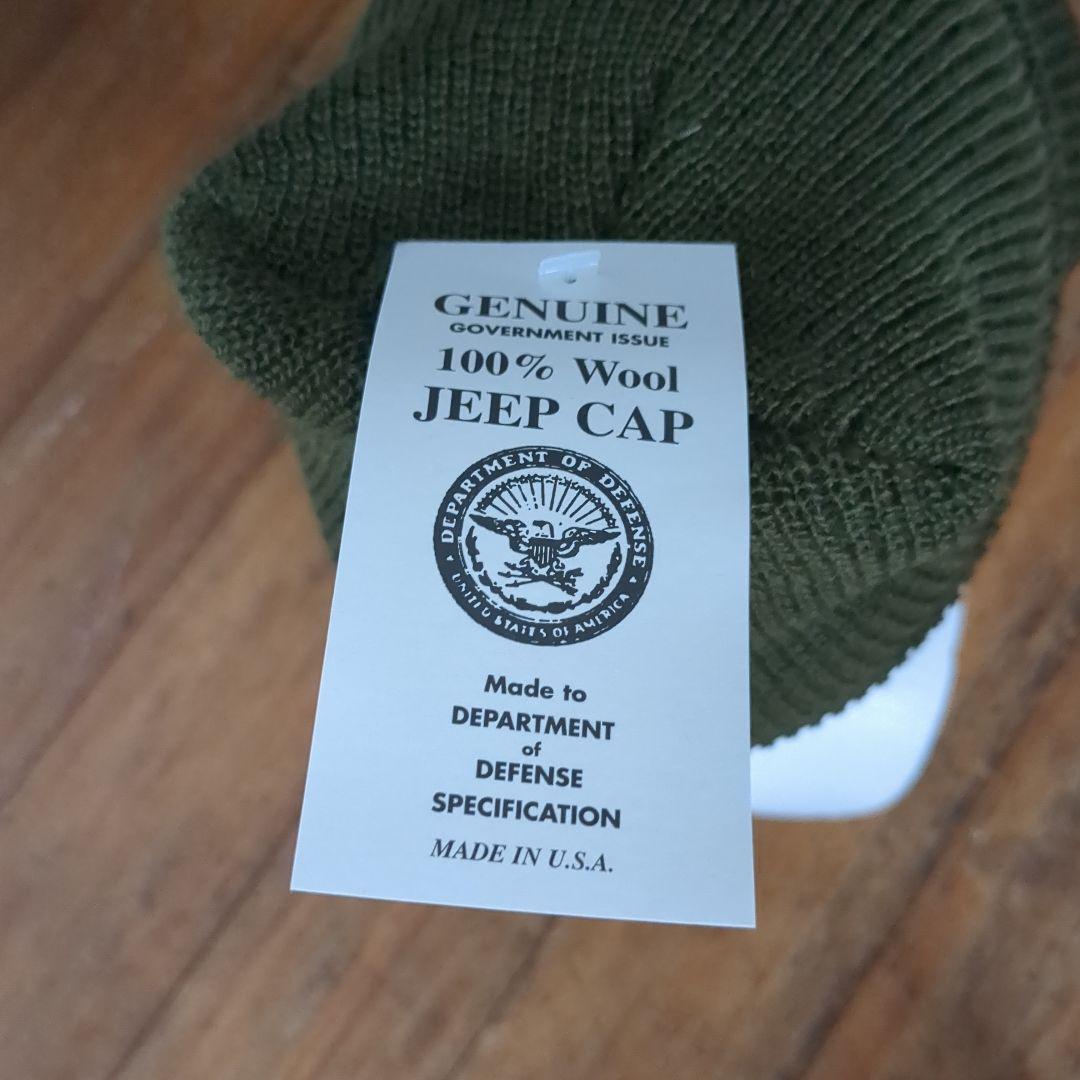 GENUINE
GOVERNMENT ISSUE
100% Wool
JEEP CAP
DEPARTMENT OF DEFENSE
UNITED STATES OF AMERICA
Made to
DEPARTMENT
of
DEFENSE
SPECIFICATION
MADE IN U.S.A.